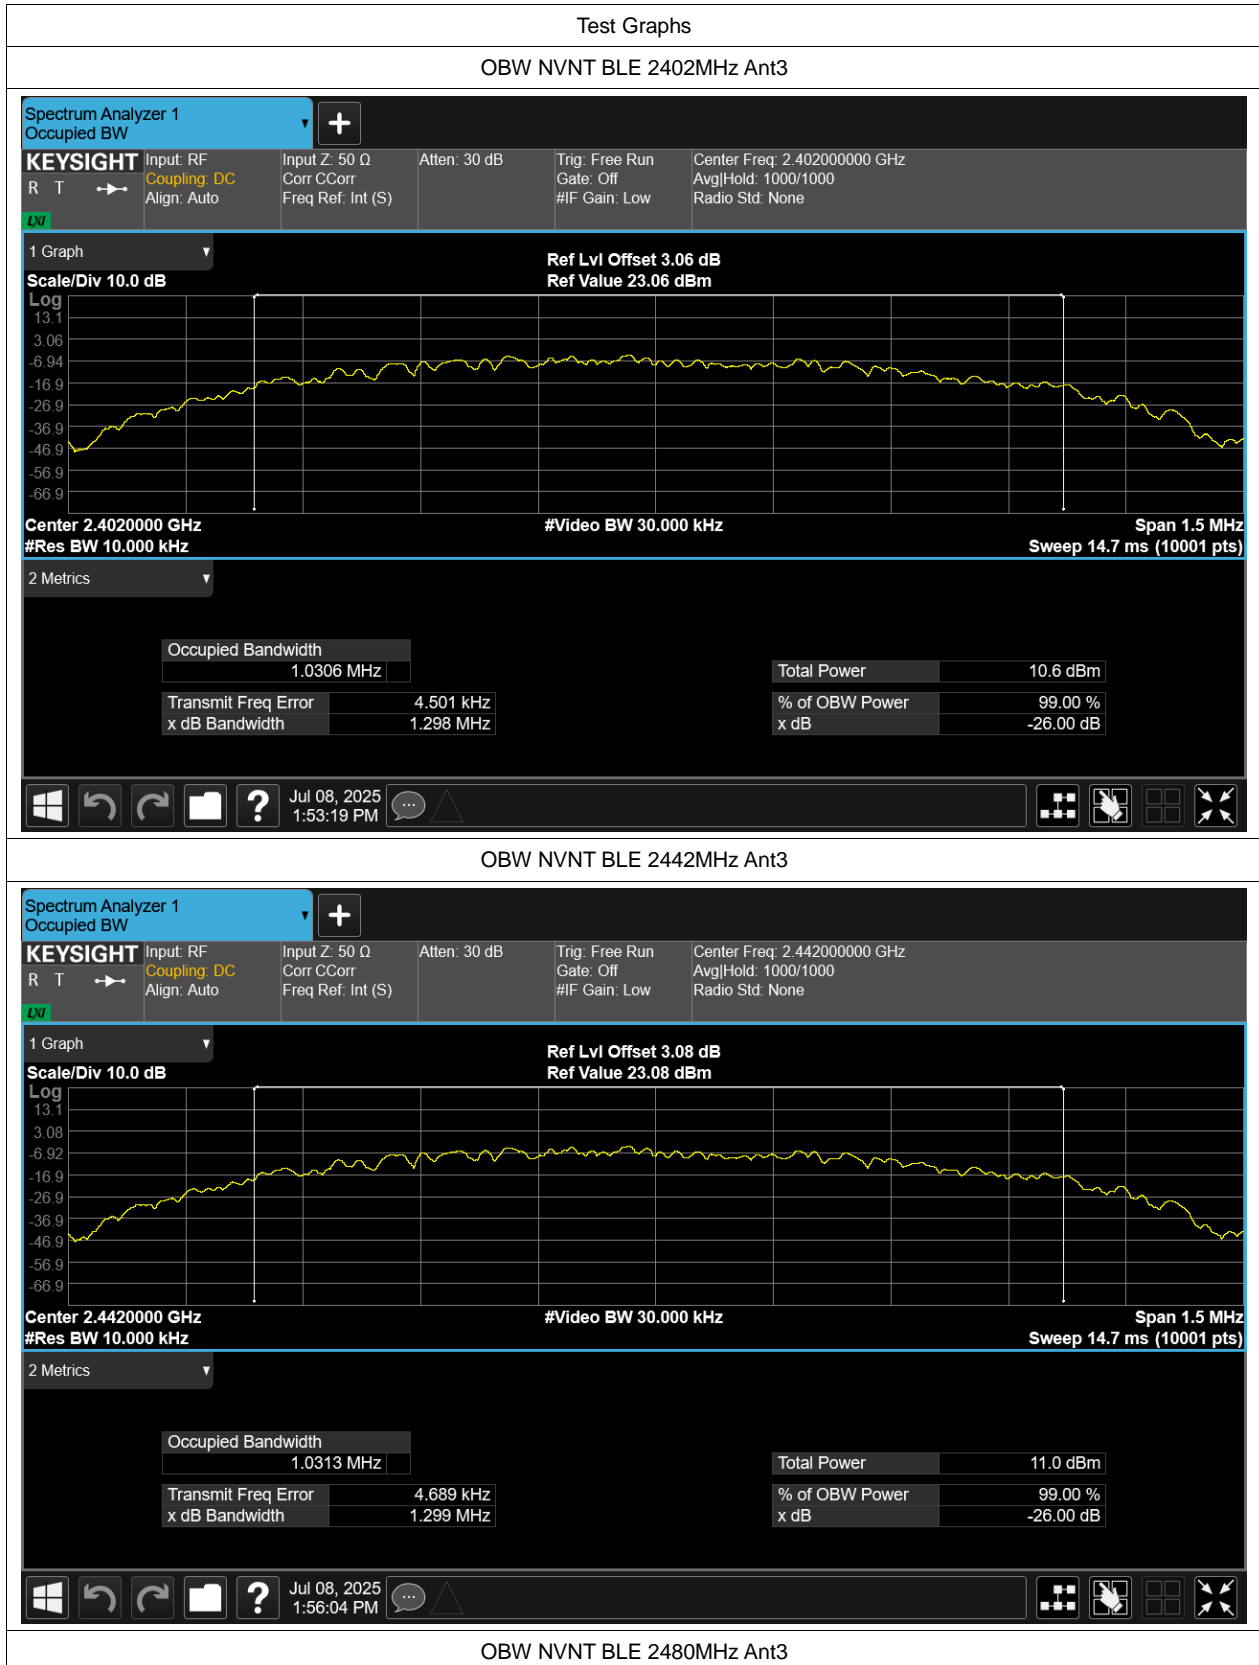 Test Graphs
OBW NVNT BLE 2402MHz Ant3
Spectrum Analyzer 1
Occupied BW
KEYSIGHT
R T
LXI
Input: RF
Coupling: DC
Align: Auto
Input Z: 50 Ω
Corr CCorr
Freq Ref: Int (S)
Atten: 30 dB
Trig: Free Run
Gate: Off
#IF Gain: Low
Center Freq: 2.402000000 GHz
Avg|Hold: 1000/1000
Radio Std: None
1 Graph
Scale/Div 10.0 dB
Ref Lvl Offset 3.06 dB
Ref Value 23.06 dBm
Log
13.1
3.06
-6.94
-16.9
-26.9
-36.9
-46.9
-56.9
-66.9
Center 2.4020000 GHz
#Res BW 10.000 kHz
#Video BW 30.000 kHz
Span 1.5 MHz
Sweep 14.7 ms (10001 pts)
2 Metrics
Occupied Bandwidth
1.0306 MHz
Transmit Freq Error 4.501 kHz
x dB Bandwidth 1.298 MHz
Total Power 10.6 dBm
% of OBW Power 99.00 %
x dB -26.00 dB
?
Jul 08, 2025
1:53:19 PM
OBW NVNT BLE 2442MHz Ant3
Spectrum Analyzer 1
Occupied BW
KEYSIGHT
R T
LXI
Input: RF
Coupling: DC
Align: Auto
Input Z: 50 Ω
Corr CCorr
Freq Ref: Int (S)
Atten: 30 dB
Trig: Free Run
Gate: Off
#IF Gain: Low
Center Freq: 2.442000000 GHz
Avg|Hold: 1000/1000
Radio Std: None
1 Graph
Scale/Div 10.0 dB
Ref Lvl Offset 3.08 dB
Ref Value 23.08 dBm
Log
13.1
3.08
-6.92
-16.9
-26.9
-36.9
-46.9
-56.9
-66.9
Center 2.4420000 GHz
#Res BW 10.000 kHz
#Video BW 30.000 kHz
Span 1.5 MHz
Sweep 14.7 ms (10001 pts)
2 Metrics
Occupied Bandwidth
1.0313 MHz
Transmit Freq Error 4.689 kHz
x dB Bandwidth 1.299 MHz
Total Power 11.0 dBm
% of OBW Power 99.00 %
x dB -26.00 dB
?
Jul 08, 2025
1:56:04 PM
OBW NVNT BLE 2480MHz Ant3